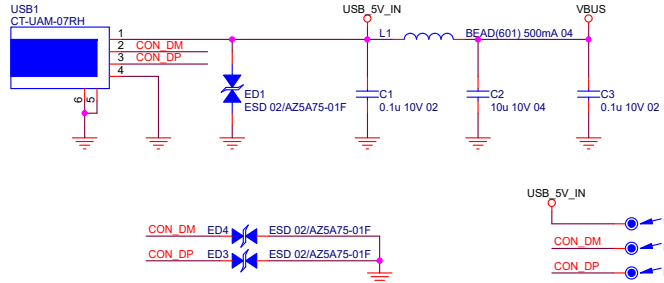 USB1
CT-UAM-07RH
1
2 CON_DM
3 CON_DP
4
6 5
ED1
ESD 02/AZ5A75-01F
USB_5V_IN
L1 BEAD(601) 500mA 04
VBUS
C1
0.1u 10V 02
C2
10u 10V 04
C3
0.1u 10V 02
CON_DM ED4 ESD 02/AZ5A75-01F
CON_DP ED3 ESD 02/AZ5A75-01F
USB_5V_IN
CON_DM
CON_DP